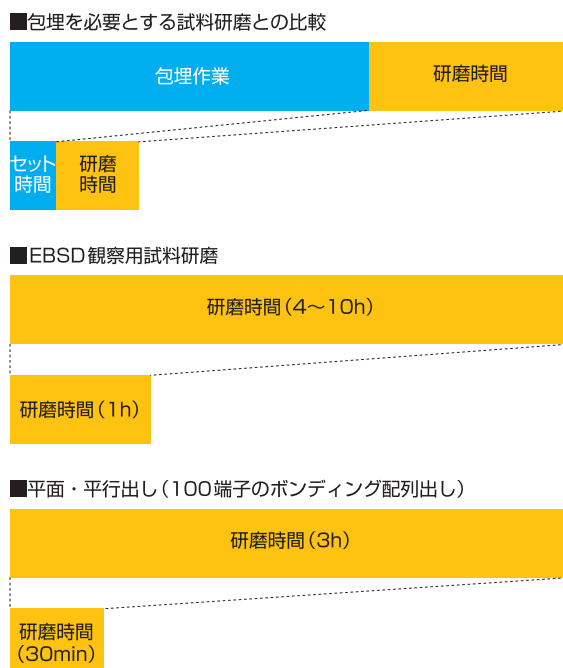 ■包埋を必要とする試料研磨との比較
包埋作業
研磨時間
セット
時間
研磨
時間
■EBSD観察用試料研磨
研磨時間（4〜10h）
研磨時間（1h）
■平面・平行出し（100端子のボンディング配列出し）
研磨時間（3h）
研磨時間
（30min）